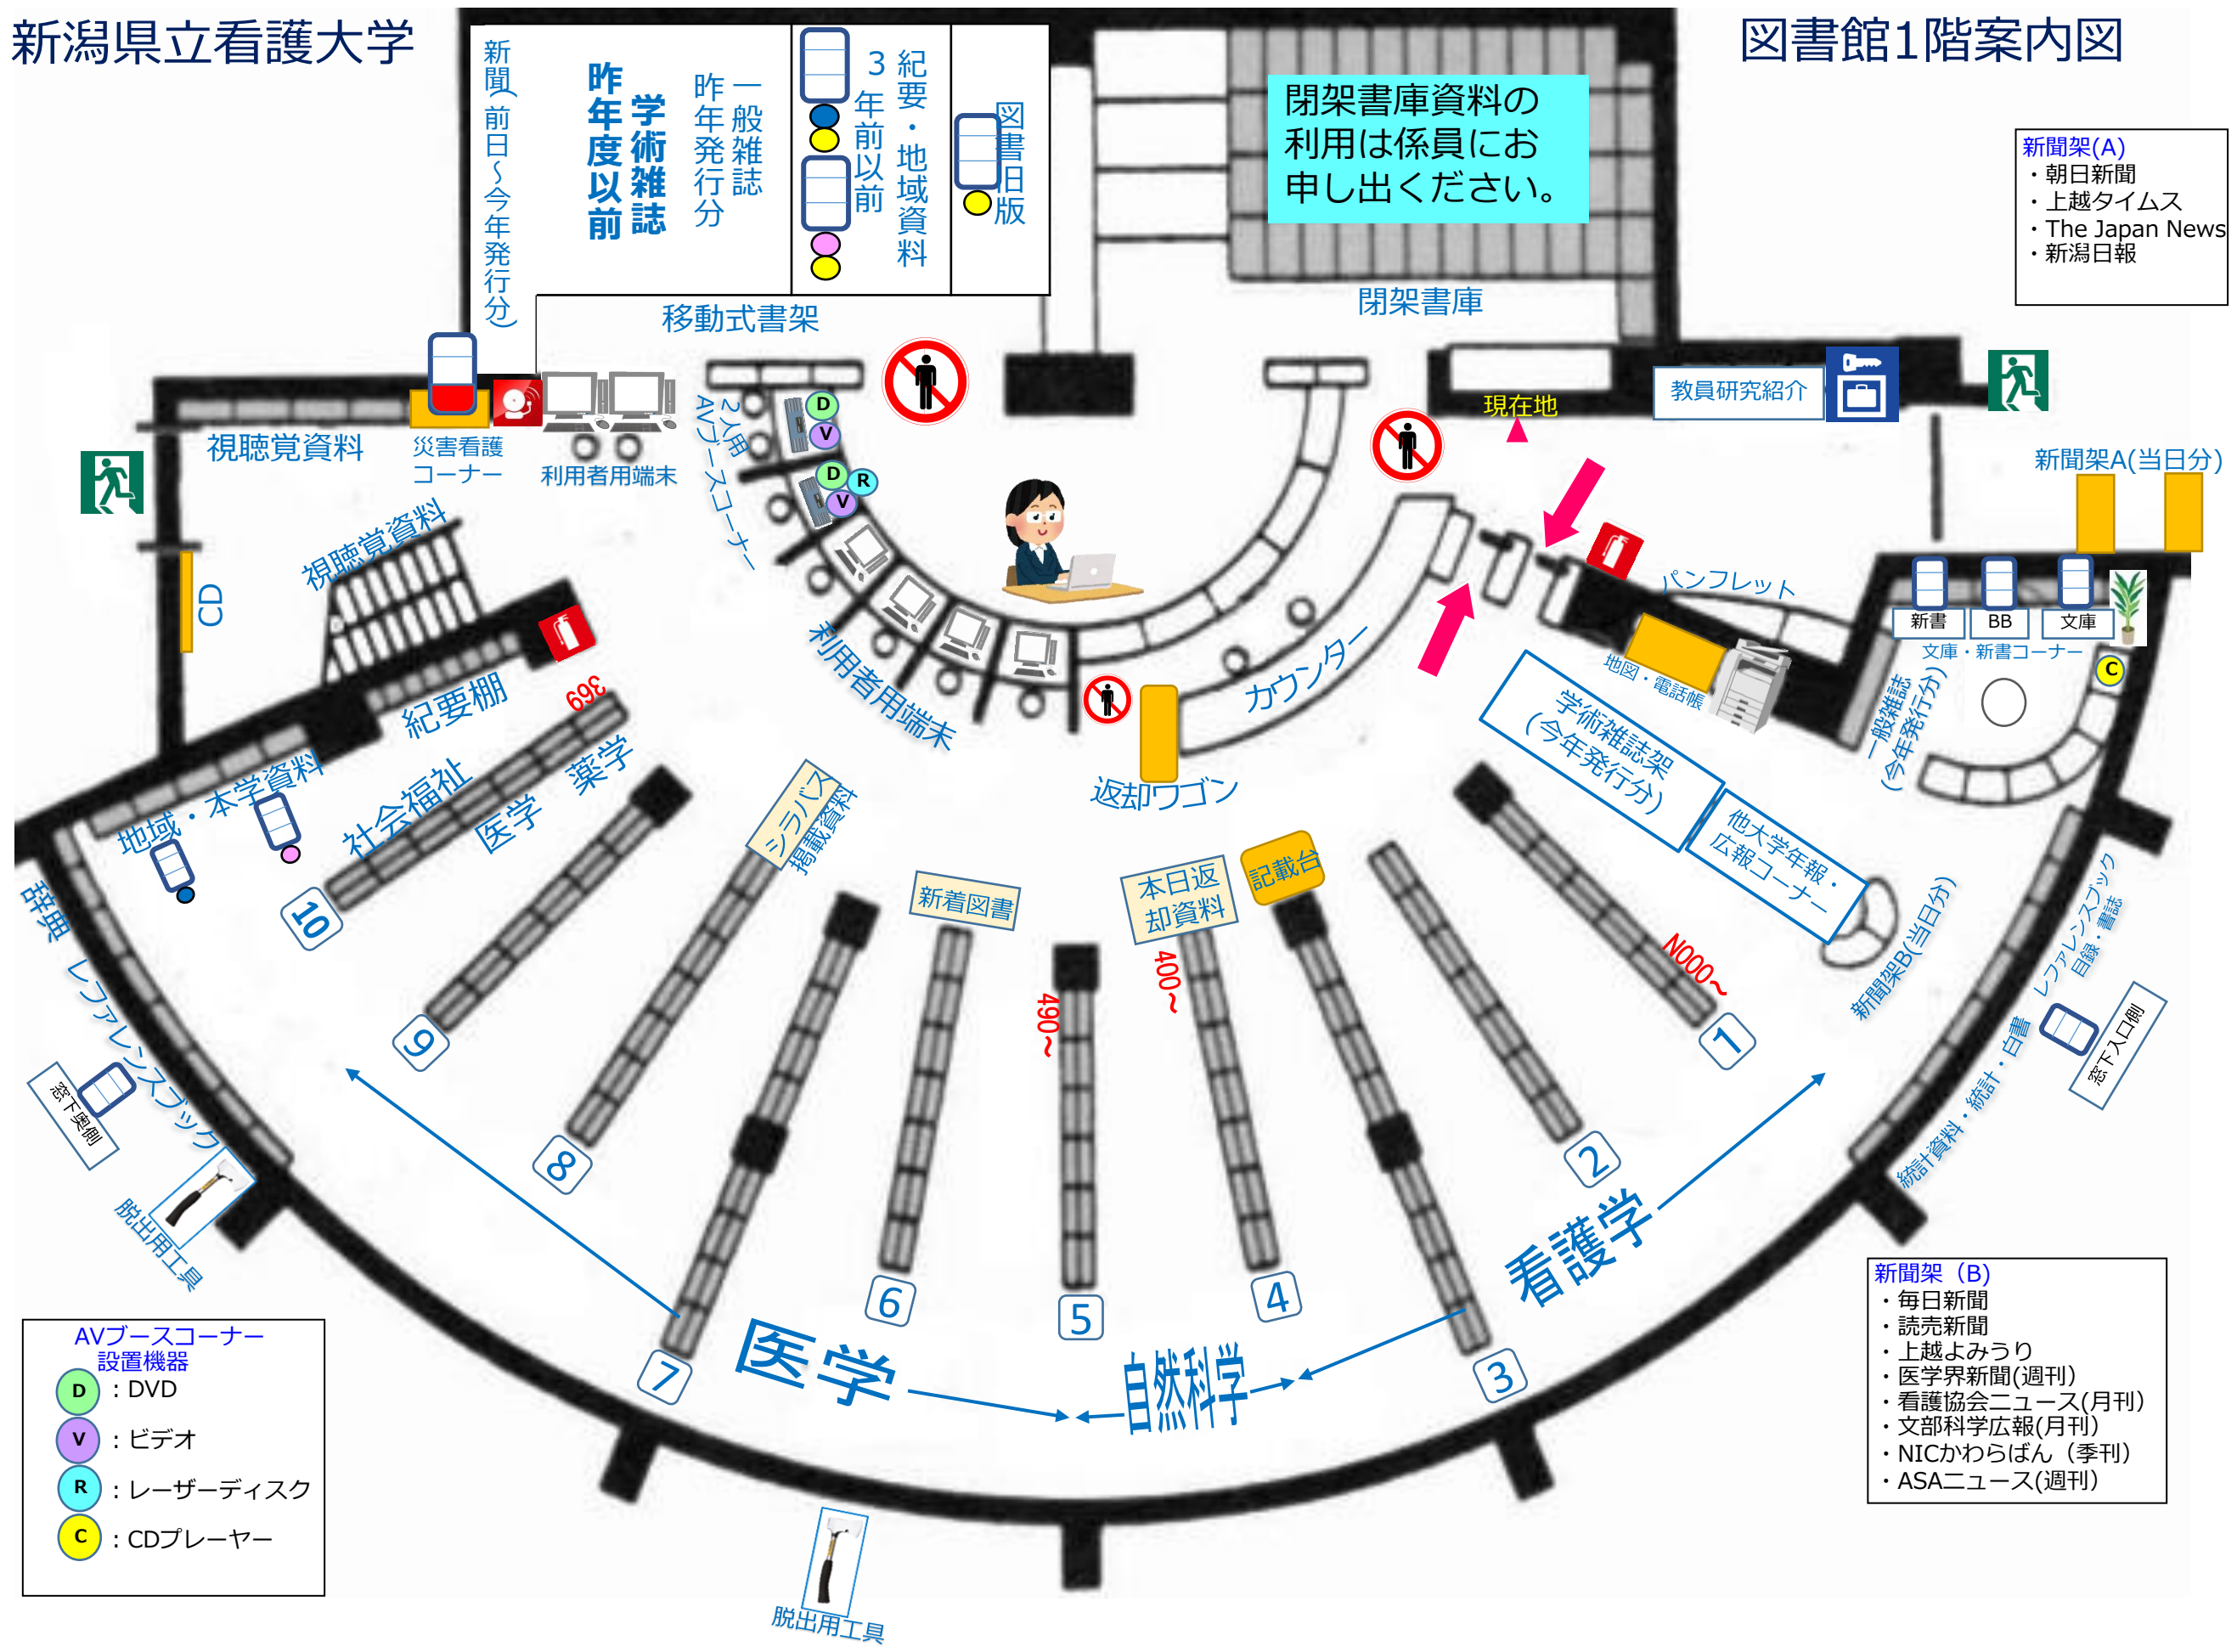 新潟県立看護大学
図書館1階案内図
新聞(前日～今年発行分)
学術雑誌
昨年度以前
一般雑誌
昨年発行分
紀要・地域資料
3年前以前
図書旧版
移動式書架
閉架書庫資料の
利用は係員にお
申し出ください。
閉架書庫
新聞架(A)
・朝日新聞
・上越タイムス
・The Japan News
・新潟日報
現在地
教員研究紹介
新聞架A(当日分)
視聴覚資料
災害看護
コーナー
利用者用端末
2人用
AVブースコーナー
D
V
D
R
V
視聴覚資料
CD
紀要棚
369
利用者用端末
カウンター
返却ワゴン
パンフレット
地図・電話帳
新書
BB
文庫
文庫・新書コーナー
C
一般雑誌
(今年発行分)
学術雑誌架
(今年発行分)
他大学年報・
広報コーナー
新聞架B(当日分)
レファレンスブック
目録・書誌
統計資料・統計・白書
窓下入口側
地域・本学資料
社会福祉
医学
薬学
シラバス
掲載資料
新着図書
本日返
却資料
記載台
辞典
レファレンスブック
窓下奥側
脱出用工具
490～
400～
N000～
10
9
8
7
6
5
4
3
2
1
医学
自然科学
看護学
AVブースコーナー
設置機器
D：DVD
V：ビデオ
R：レーザーディスク
C：CDプレーヤー
脱出用工具
新聞架（B)
・毎日新聞
・読売新聞
・上越よみうり
・医学界新聞(週刊）
・看護協会ニュース(月刊）
・文部科学広報(月刊）
・NICかわらばん（季刊）
・ASAニュース(週刊）